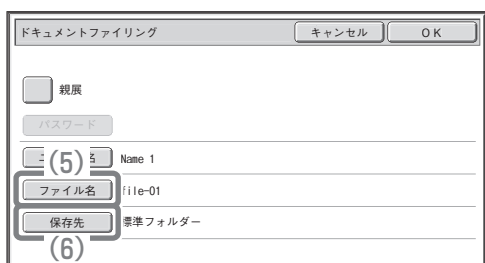 ドキュメントファイリング キャンセル OK
親展
パスワード
名 Name 1
(5)
ファイル名 file-01
保存先 標準フォルダー
(6)